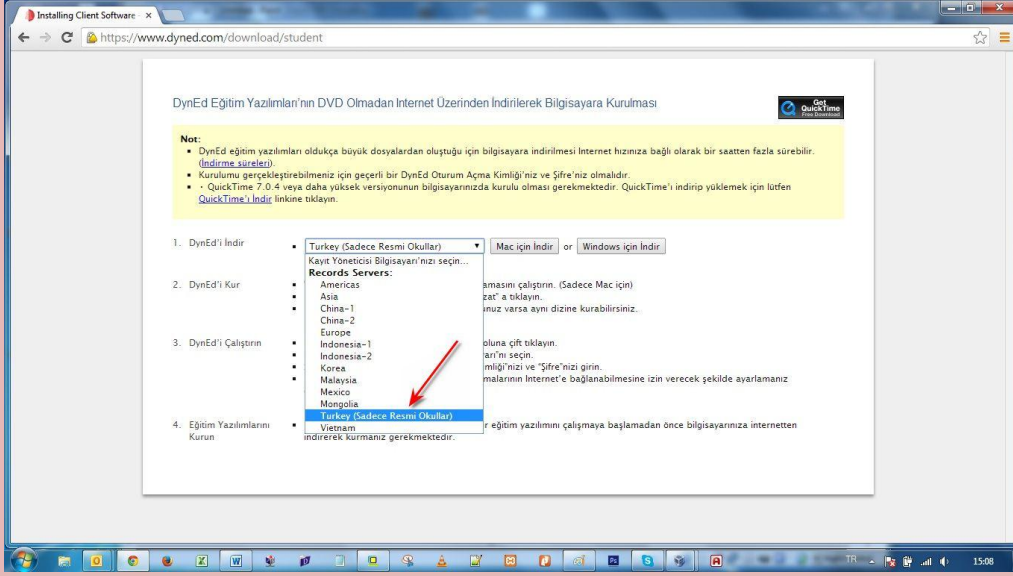 Installing Client Software
https://www.dyned.com/download/student
DynEd Eğitim Yazılımları'nın DVD Olmadan Internet Üzerinden İndirilerek Bilgisayara Kurulması
Get
QuickTime
Free Download
Not:
DynEd eğitim yazılımları oldukça büyük dosyalardan oluştuğu için bilgisayara indirilmesi Internet hızınıza bağlı olarak bir saatten fazla sürebilir.
(İndirme süreleri).
Kurulumu gerçekleştirebilmeniz için geçerli bir DynEd Oturum Açma Kimliği'niz ve Şifre'niz olmalıdır.
· QuickTime 7.0.4 veya daha yüksek versiyonunun bilgisayarınızda kurulu olması gerekmektedir. QuickTime'ı indirip yüklemek için lütfen
QuickTime'ı İndir linkine tıklayın.
1. DynEd'i İndir
Turkey (Sadece Resmi Okullar)
Mac için İndir or Windows için İndir
Kayıt Yöneticisi Bilgisayarı'nızı seçin...
Records Servers:
2. DynEd'i Kur
Americas
amasını çalıştırın. (Sadece Mac için)
Asia
zat" a tıklayın.
China-1
unuz varsa aynı dizine kurabilirsiniz.
China-2
Europe
3. DynEd'i Çalıştırın
Indonesia-1
oluna çift tıklayın.
Indonesia-2
arı"nı seçin.
Korea
mliği"nizi ve "Şifre"nizi girin.
Malaysia
malarının Internet'e bağlanabilmesine izin verecek şekilde ayarlamanız
Mexico
Mongolia
Turkey (Sadece Resmi Okullar)
4. Eğitim Yazılımlarını
Kurun
Vietnam
r eğitim yazılımını çalışmaya başlamadan önce bilgisayarınıza internetten
indirerek kurmanız gerekmektedir.
TR
15:08